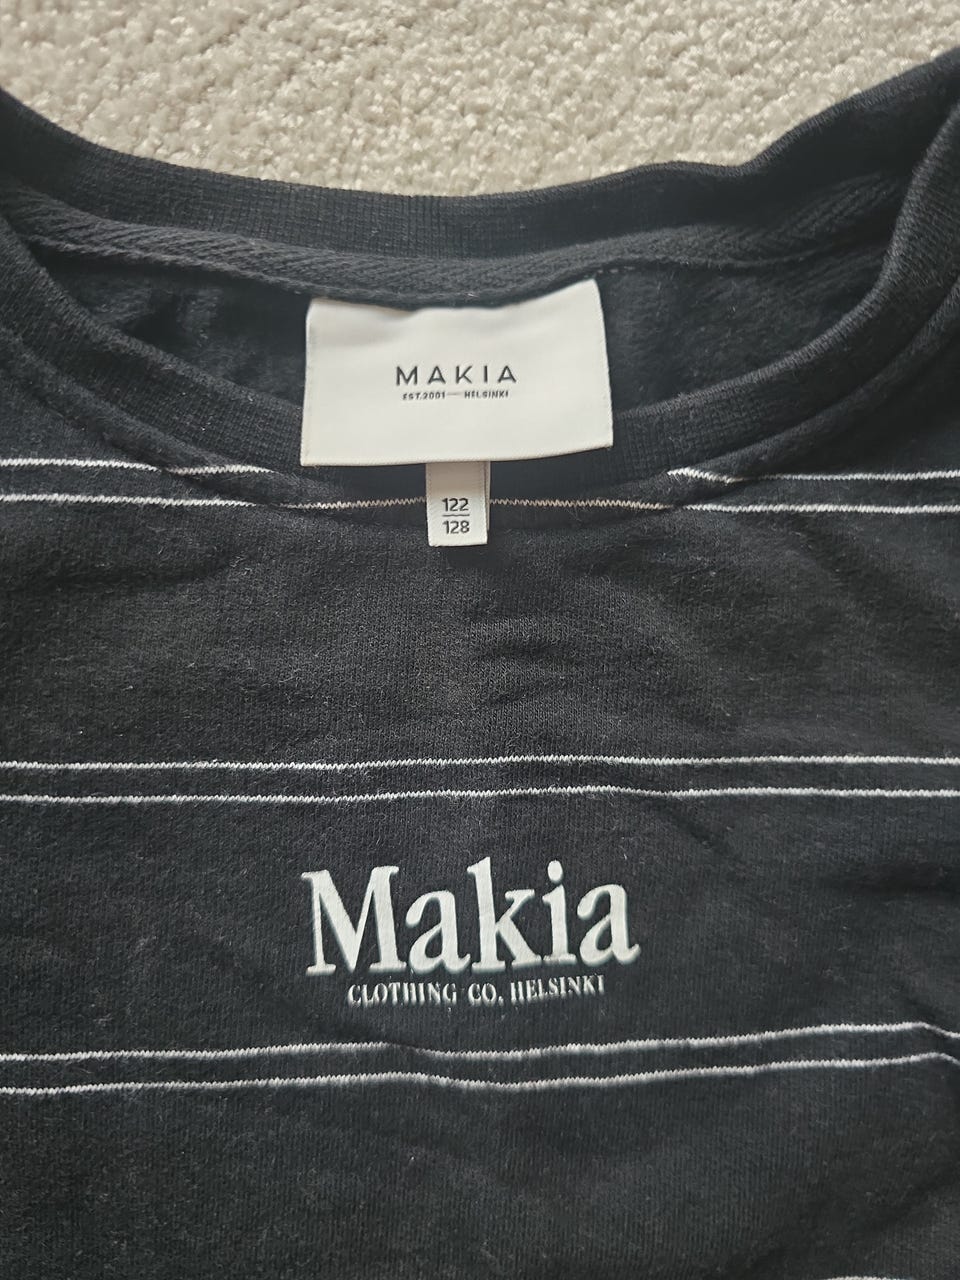 MAKIA
EST.2001 — HELSINKI
122
128
Makia
CLOTHING CO. HELSINKI